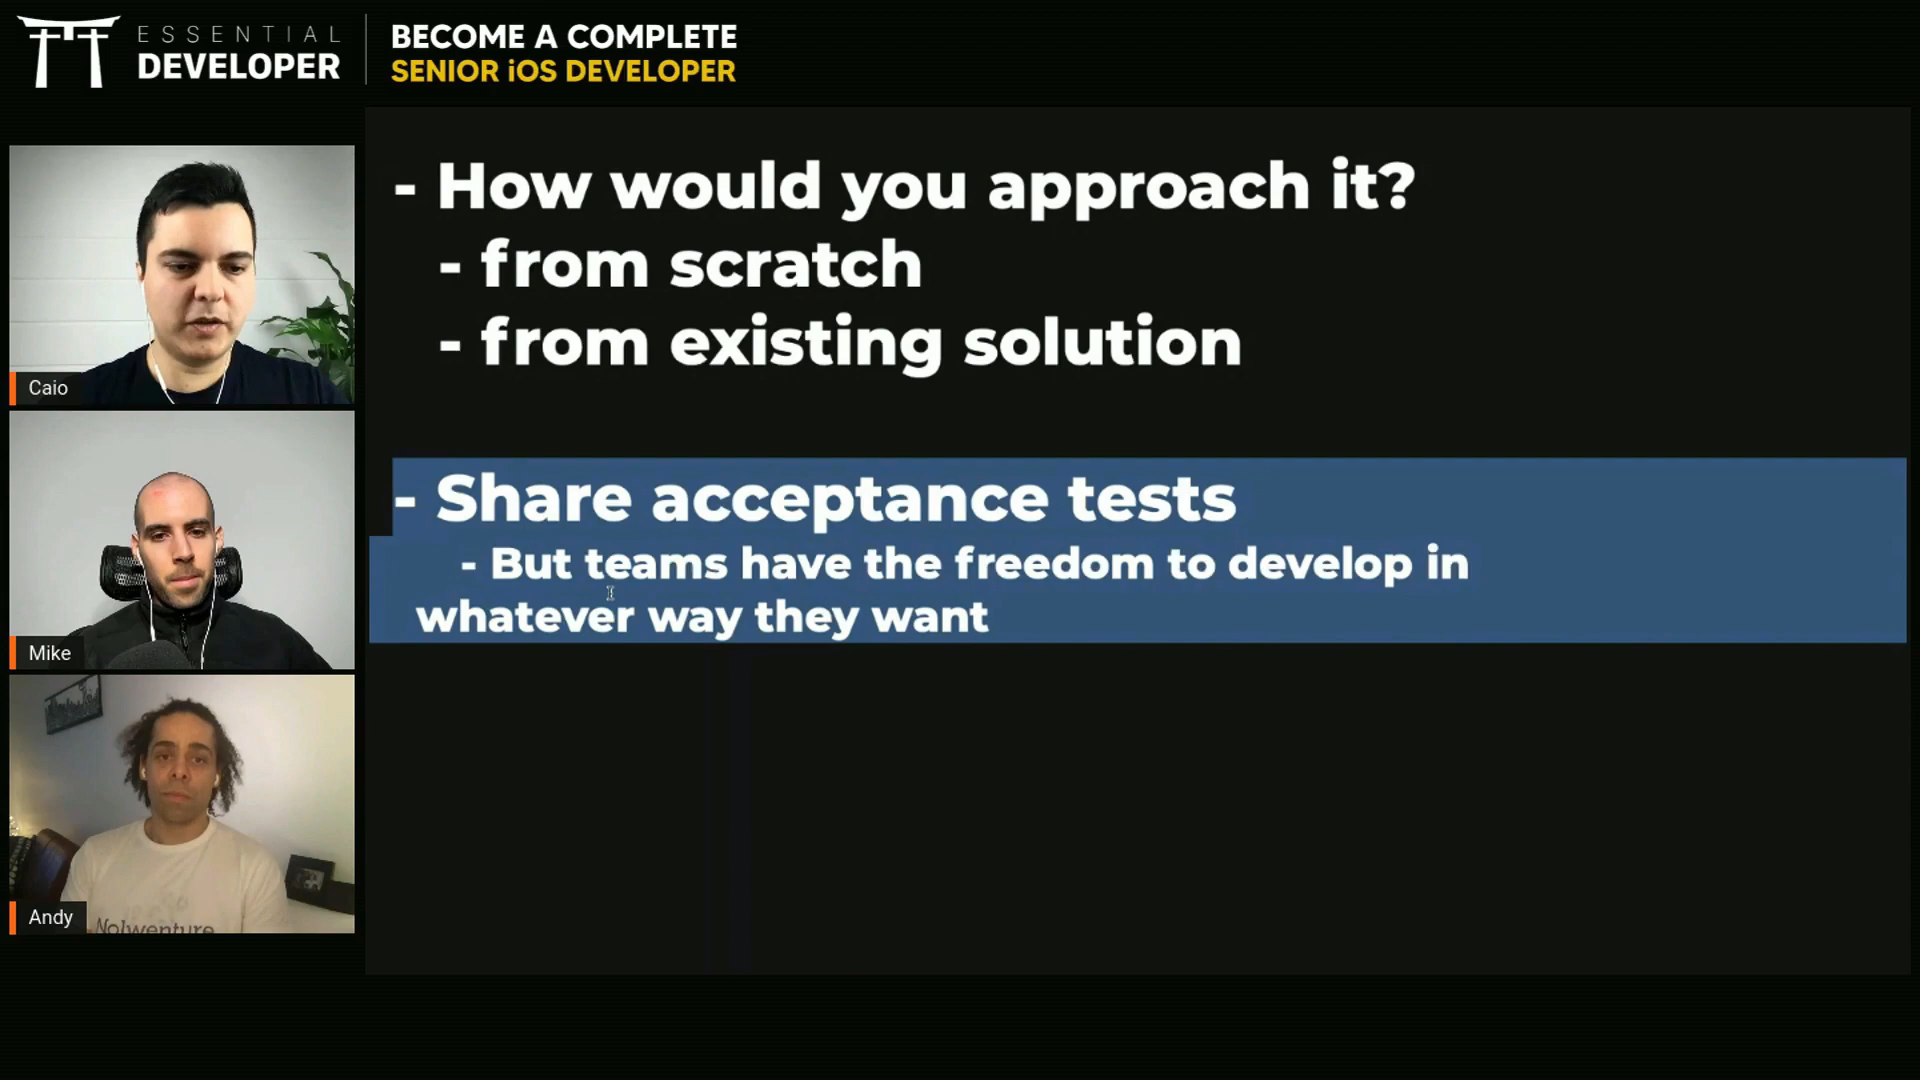 ESSENTIAL
DEVELOPER
BECOME A COMPLETE
SENIOR iOS DEVELOPER
- How would you approach it?
- from scratch
- from existing solution
- Share acceptance tests
- But teams have the freedom to develop in
whatever way they want
Caio
Mike
Andy
Nolwenture